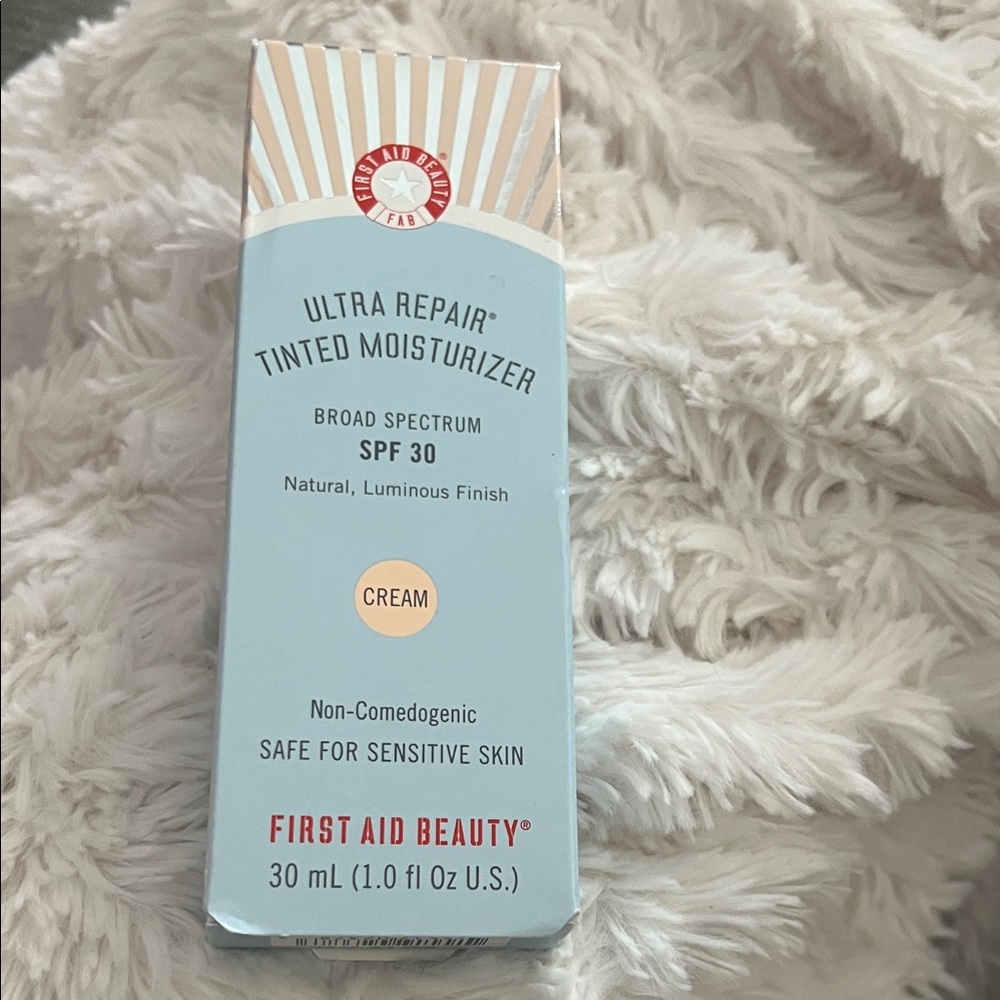 FIRST AID BEAUTY®
FAB
ULTRA REPAIR®
TINTED MOISTURIZER
BROAD SPECTRUM
SPF 30
Natural, Luminous Finish
CREAM
Non-Comedogenic
SAFE FOR SENSITIVE SKIN
FIRST AID BEAUTY®
30 mL (1.0 fl Oz U.S.)